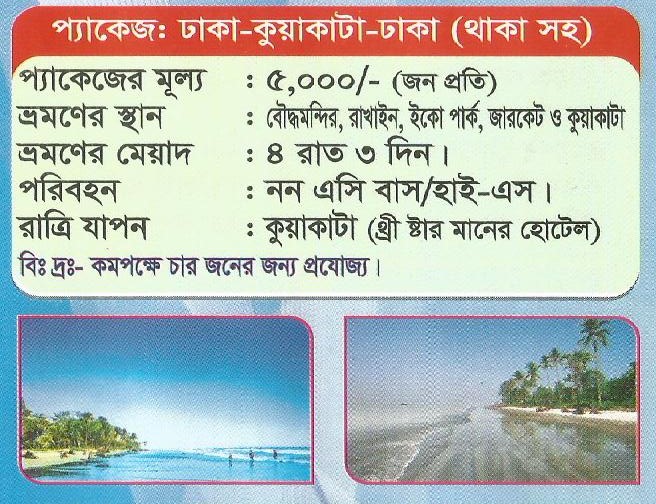 প্যাকেজ: ঢাকা-কুয়াকাটা-ঢাকা (থাকা সহ)
প্যাকেজের মূল্য : ৫,০০০/- (জন প্রতি)
ভ্রমণের স্থান : বৌদ্ধমন্দির, রাখাইন, ইকো পার্ক, জারকেট ও কুয়াকাটা
ভ্রমণের মেয়াদ : ৪ রাত ৩ দিন।
পরিবহন : নন এসি বাস/হাই-এস।
রাত্রি যাপন : কুয়াকাটা (থ্রী ষ্টার মানের হোটেল)
বিঃ দ্রঃ- কমপক্ষে চার জনের জন্য প্রযোজ্য।